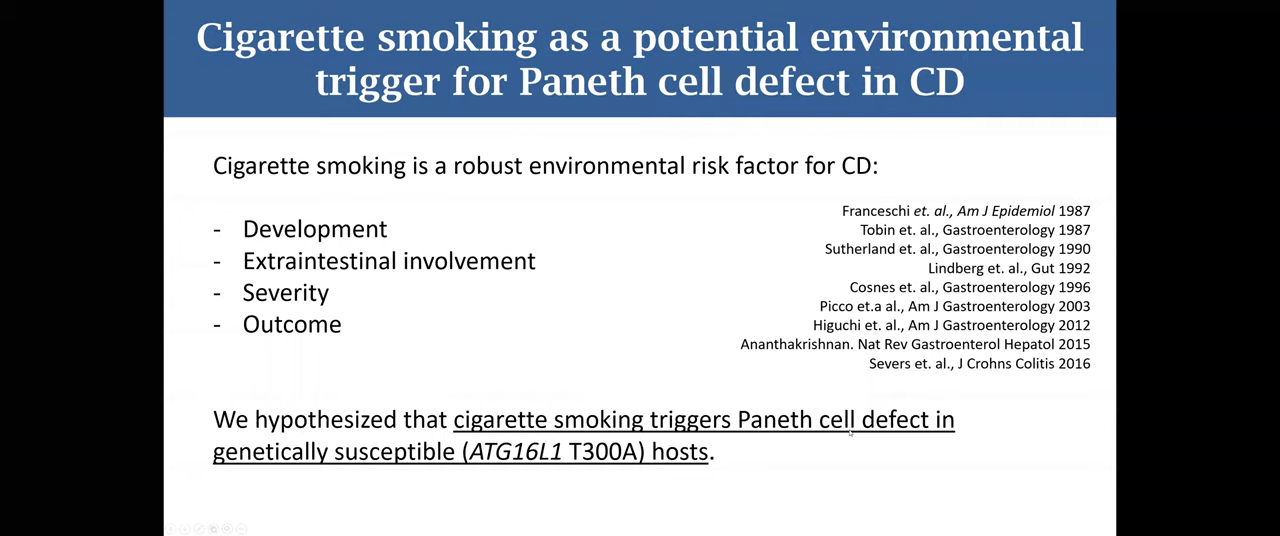 Cigarette smoking as a potential environmental
trigger for Paneth cell defect in CD
Cigarette smoking is a robust environmental risk factor for CD:
- Development
- Extraintestinal involvement
- Severity
- Outcome
Franceschi et. al., Am J Epidemiol 1987
Tobin et. al., Gastroenterology 1987
Sutherland et. al., Gastroenterology 1990
Lindberg et. al., Gut 1992
Cosnes et. al., Gastroenterology 1996
Picco et.a al., Am J Gastroenterology 2003
Higuchi et. al., Am J Gastroenterology 2012
Ananthakrishnan. Nat Rev Gastroenterol Hepatol 2015
Severs et. al., J Crohns Colitis 2016
We hypothesized that cigarette smoking triggers Paneth cell defect in
genetically susceptible (ATG16L1 T300A) hosts.